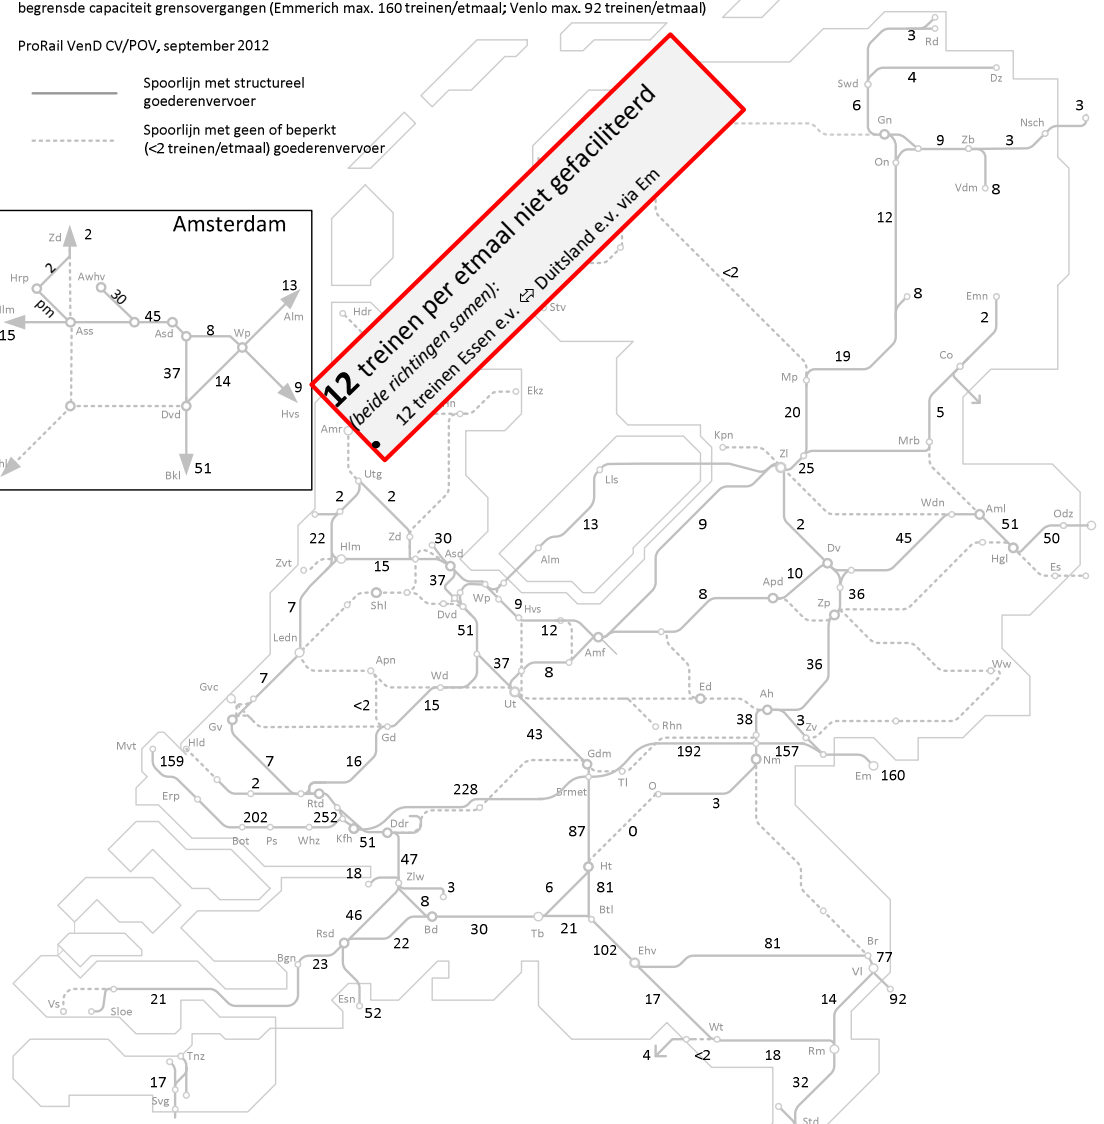 begrensde capaciteit grensovergangen (Emmerich max. 160 treinen/etmaal; Venlo max. 92 treinen/etmaal)
ProRail VenD CV/POV, september 2012
Spoorlijn met structureel
goederenvervoer
Spoorlijn met geen of beperkt
(<2 treinen/etmaal) goederenvervoer
12 treinen per etmaal niet gefaciliteerd
(beide richtingen samen):
• 12 treinen Essen e.v. ⬄ Duitsland e.v. via Em
Amsterdam
Zd 2
Hrp 2
Awhv
30
pm
13
Alm
15
Ass
45
Asd
8
Wp
37
14
9
Hvs
Dvd
Bkl 51
3
Rd
4
Dz
Swd
6
Gn
9
Zb
3
Nsch
3
On
Vdm 8
12
<2
8
Emn
2
Hdr
Stv
19
Co
Mp
20
5
Ekz
Amr
Kpn
Mrb
Zl
25
Utg
Lls
2
2
13
9
2
Wdn
Aml
51
Odz
50
22
Zd
30
45
Hgl
Hlm
15
Asd
Alm
Dv
Es
Zvt
37
10
Apd
36
7
Shl
Wp
9
Hvs
8
Zp
Dvd
51
12
Ledn
Amf
36
Apn
37
8
Ww
7
Wd
Gvc
<2
15
Ut
Ed
Ah
Gv
Rhn
38
3
Zv
43
Gd
Mvt
159
Hld
192
157
7
16
Gdm
Nm
Em 160
Tl
Erp
2
Rtd
228
Brmet
O
3
202
252
Ddr
Bot
Ps
Whz
Kfh
51
87
0
47
18
Zlw
3
Ht
6
81
8
46
Btl
Rsd
22
Bd
30
Tb
21
102
Ehv
81
Br
77
Bgn
23
Vl
Vs
21
Sloe
Esn
52
17
14
92
Wt
4
<2
18
Rm
Tnz
17
Svg
32
Std